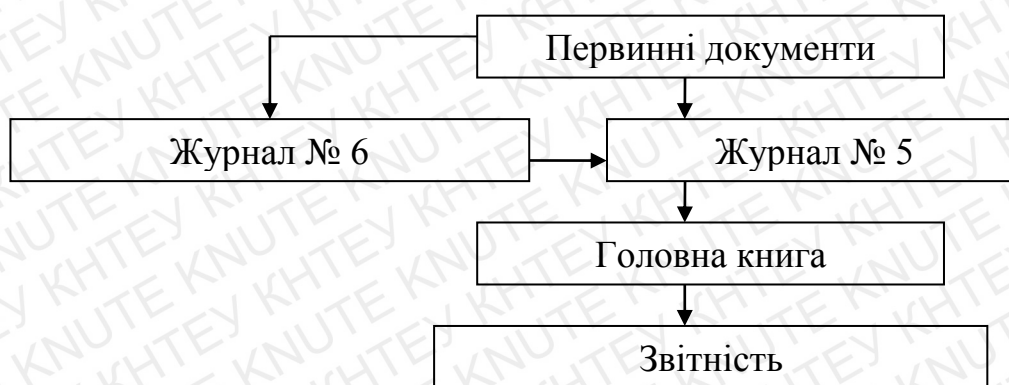 Первинні документи
Журнал № 6
Журнал № 5
Головна книга
Звітність